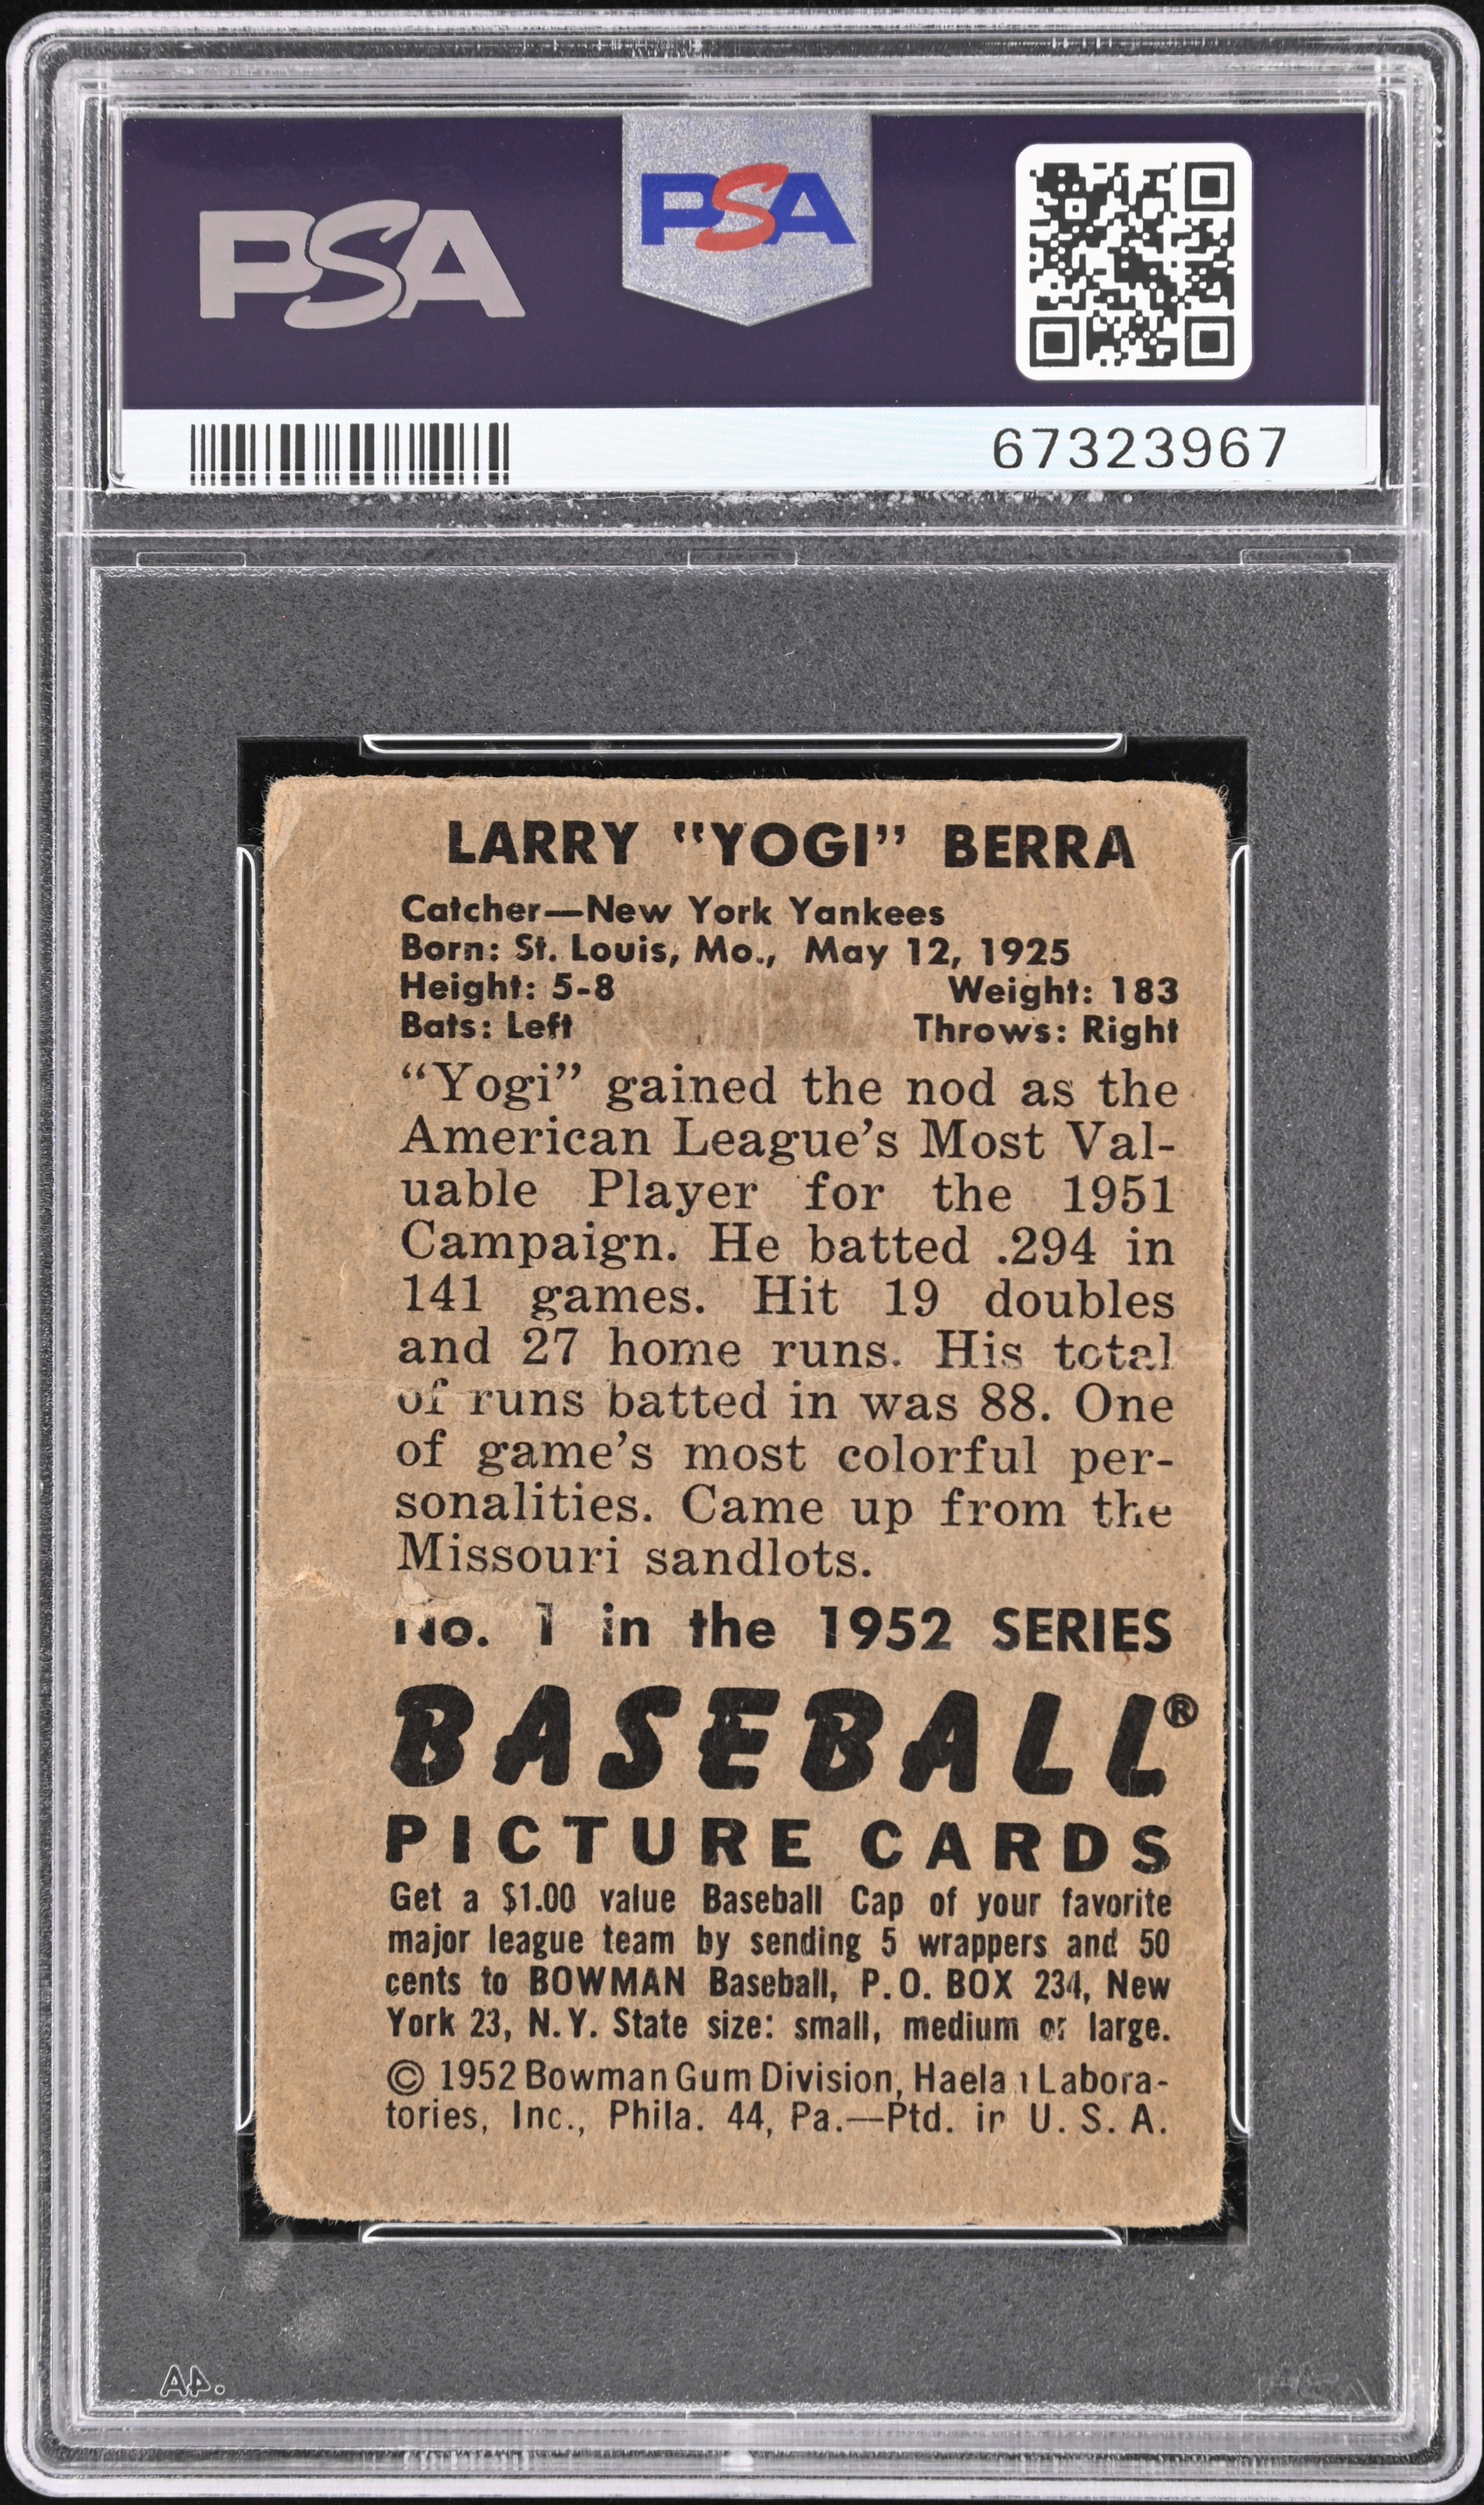 PSA
PSA
67323967
LARRY "YOGI" BERRA
Catcher—New York Yankees
Born: St. Louis, Mo., May 12, 1925
Height: 5-8 Weight: 183
Bats: Left Throws: Right
“Yogi” gained the nod as the
American League’s Most Val-
uable Player for the 1951
Campaign. He batted .294 in
141 games. Hit 19 doubles
and 27 home runs. His total
of runs batted in was 88. One
of game’s most colorful per-
sonalities. Came up from the
Missouri sandlots.
No. 1 in the 1952 SERIES
BASEBALL®
PICTURE CARDS
Get a $1.00 value Baseball Cap of your favorite
major league team by sending 5 wrappers and 50
cents to BOWMAN Baseball, P.O. BOX 234, New
York 23, N.Y. State size: small, medium or large.
© 1952 Bowman Gum Division, Haelan Labora-
tories, Inc., Phila. 44, Pa.—Ptd. in U. S. A.